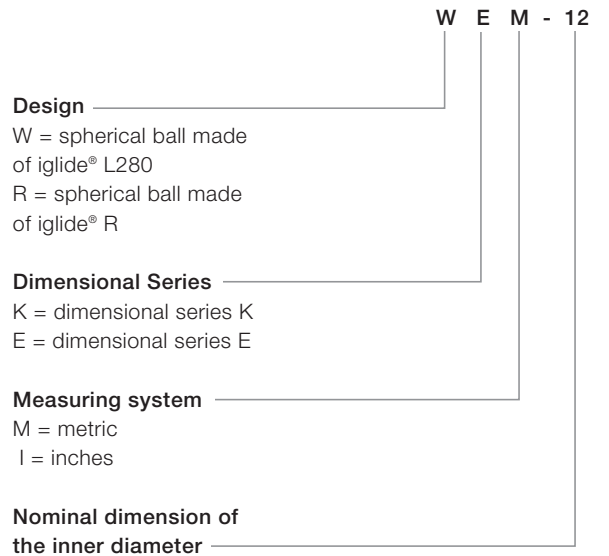 W E M - 12
Design
W = spherical ball made
of iglide® L280
R = spherical ball made
of iglide® R
Dimensional Series
K = dimensional series K
E = dimensional series E
Measuring system
M = metric
I = inches
Nominal dimension of
the inner diameter